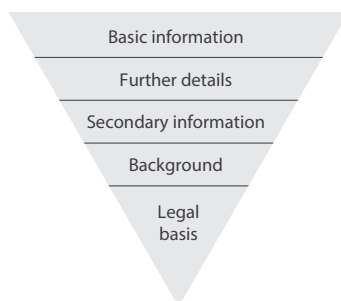 Basic information
Further details
Secondary information
Background
Legal
basis